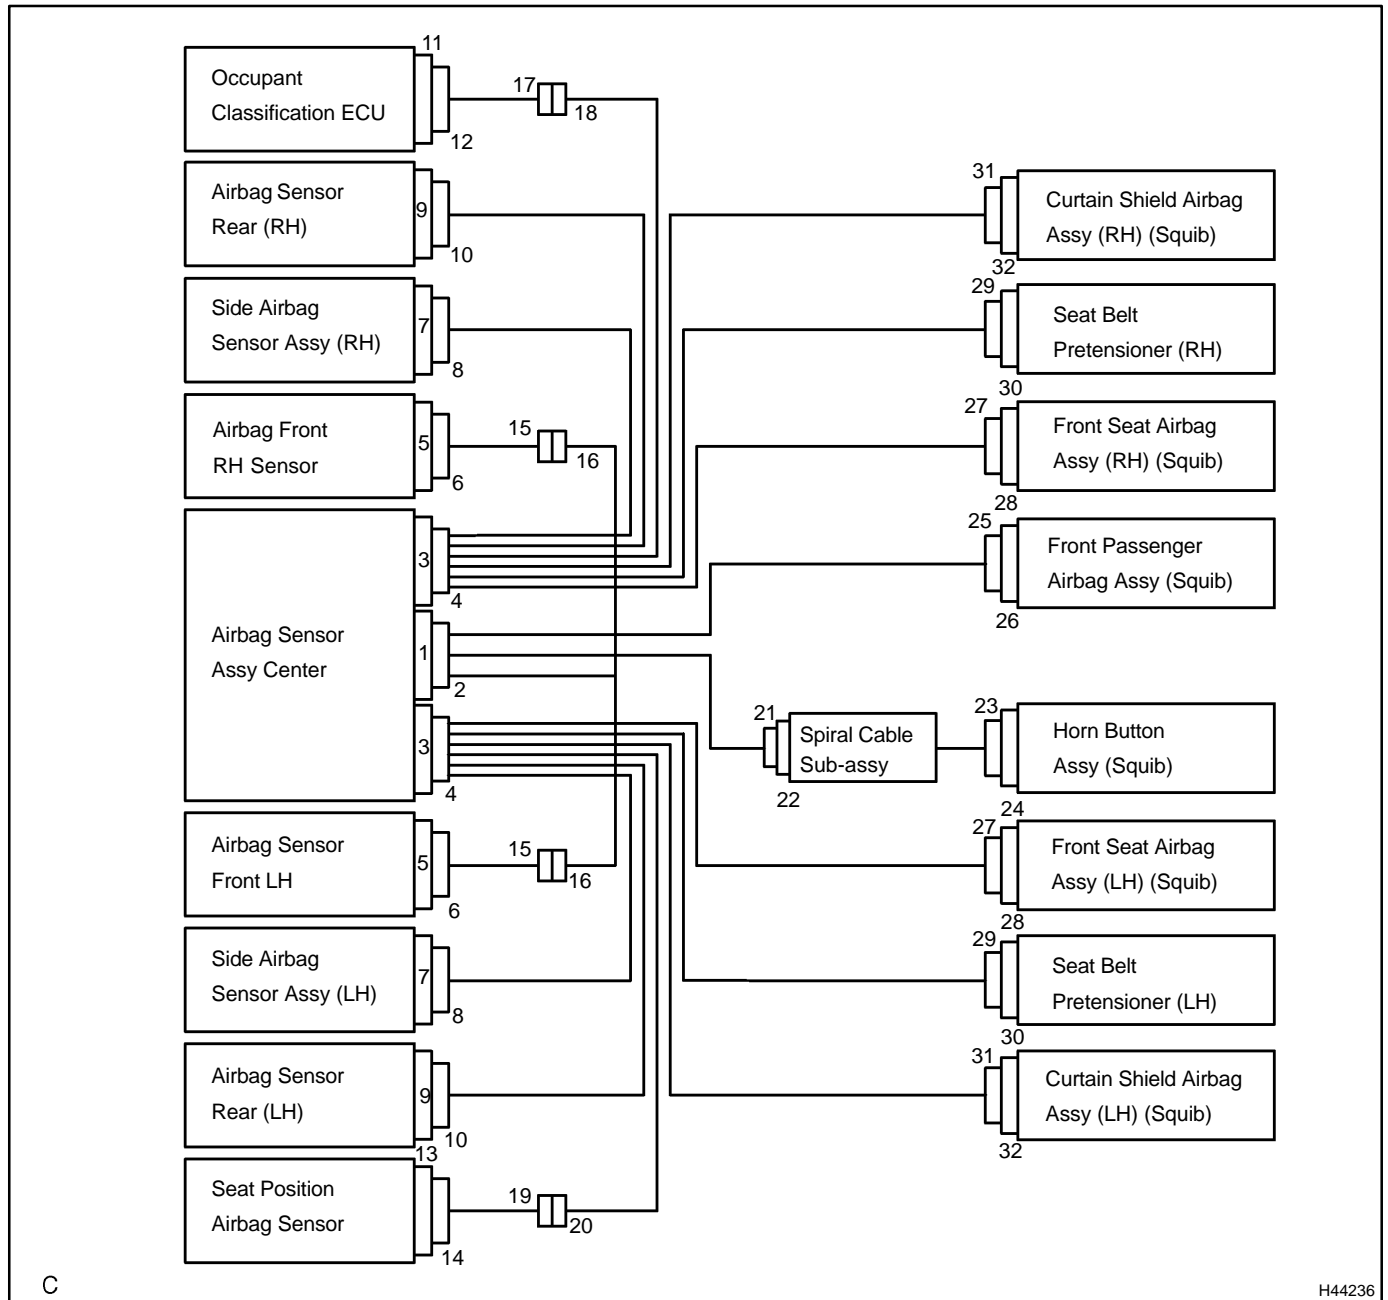 11
Occupant
Classification ECU
12
17
18
Airbag Sensor
Rear (RH)
9
10
Side Airbag
Sensor Assy (RH)
7
8
Airbag Front
RH Sensor
5
6
15
16
Airbag Sensor
Assy Center
3
4
1
2
3
4
Airbag Sensor
Front LH
5
6
15
16
Side Airbag
Sensor Assy (LH)
7
8
Airbag Sensor
Rear (LH)
9
10
13
Seat Position
Airbag Sensor
14
19
20
31
Curtain Shield Airbag
Assy (RH) (Squib)
32
29
Seat Belt
Pretensioner (RH)
30
27
Front Seat Airbag
Assy (RH) (Squib)
28
25
Front Passenger
Airbag Assy (Squib)
26
21
Spiral Cable
Sub-assy
22
23
Horn Button
Assy (Squib)
24
27
Front Seat Airbag
Assy (LH) (Squib)
28
29
Seat Belt
Pretensioner (LH)
30
31
Curtain Shield Airbag
Assy (LH) (Squib)
32
C
H44236